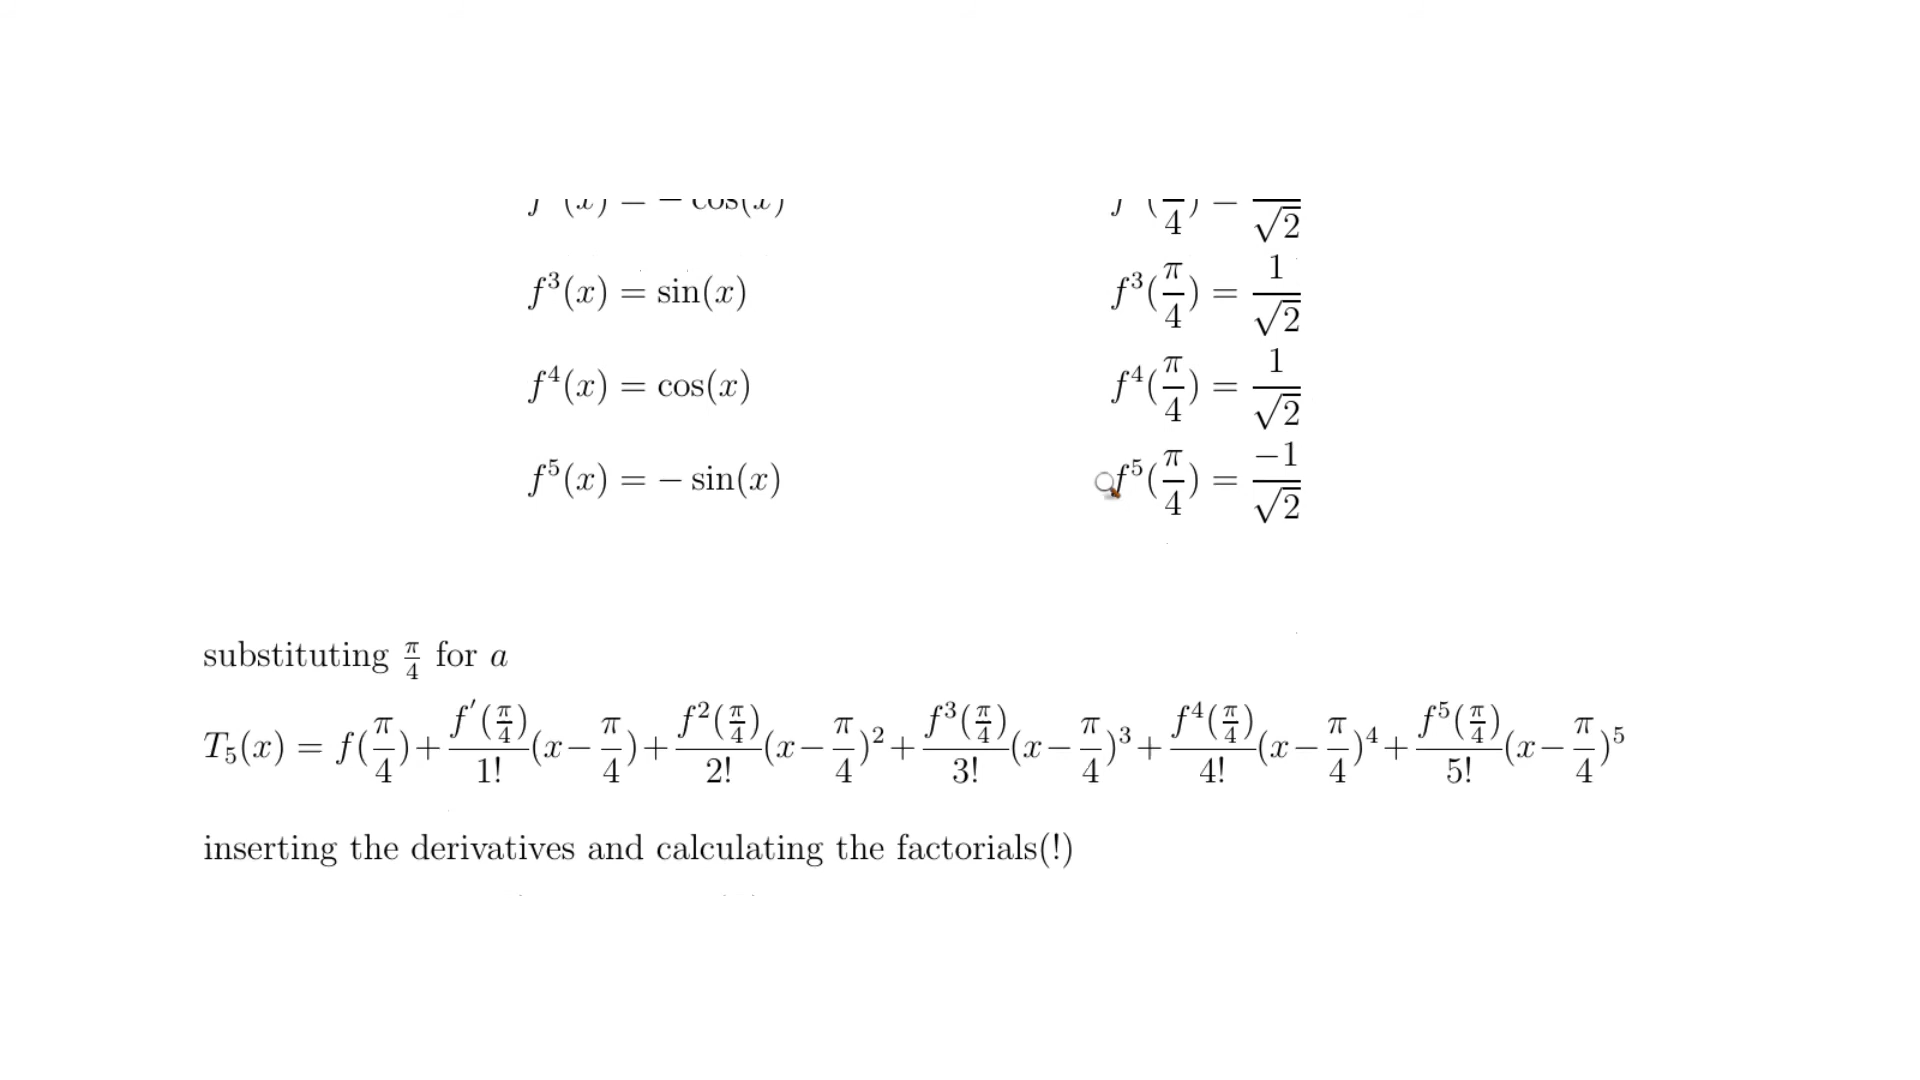 f³(x) = sin(x)    f³(π/4) = 1/√2
f⁴(x) = cos(x)    f⁴(π/4) = 1/√2
f⁵(x) = − sin(x)    f⁵(π/4) = −1/√2
substituting π/4 for a
T₅(x) = f(π/4)+f′(π/4)/1!(x−π/4)+f²(π/4)/2!(x−π/4)²+f³(π/4)/3!(x−π/4)³+f⁴(π/4)/4!(x−π/4)⁴+f⁵(π/4)/5!(x−π/4)⁵
inserting the derivatives and calculating the factorials(!)